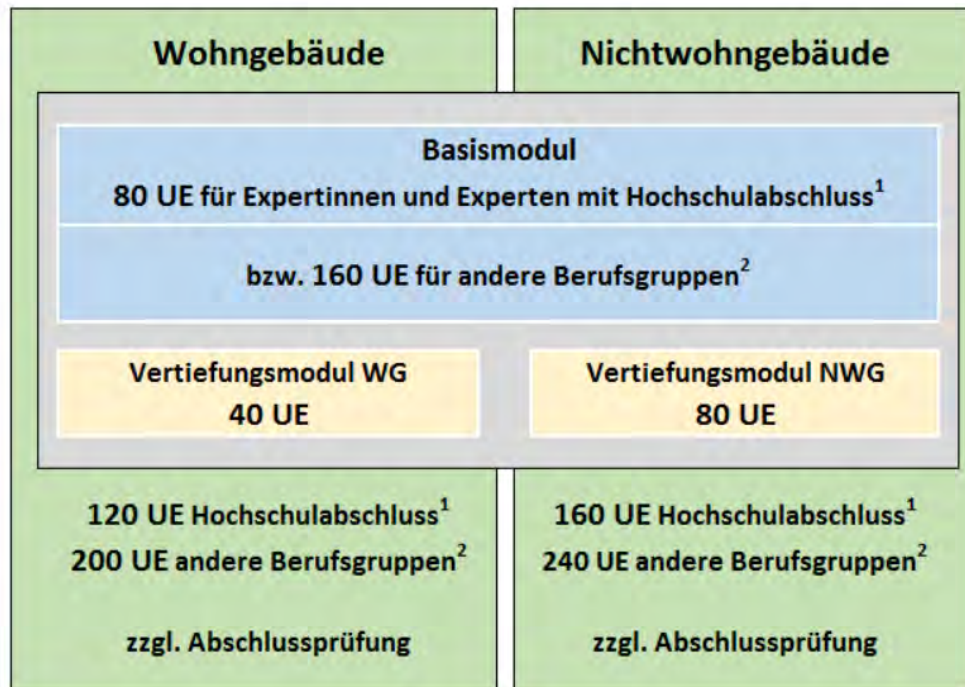 Wohngebäude
Nichtwohngebäude
Basismodul
80 UE für Expertinnen und Experten mit Hochschulabschluss¹
bzw. 160 UE für andere Berufsgruppen²
Vertiefungsmodul WG
40 UE
Vertiefungsmodul NWG
80 UE
120 UE Hochschulabschluss¹
200 UE andere Berufsgruppen²
zzgl. Abschlussprüfung
160 UE Hochschulabschluss¹
240 UE andere Berufsgruppen²
zzgl. Abschlussprüfung